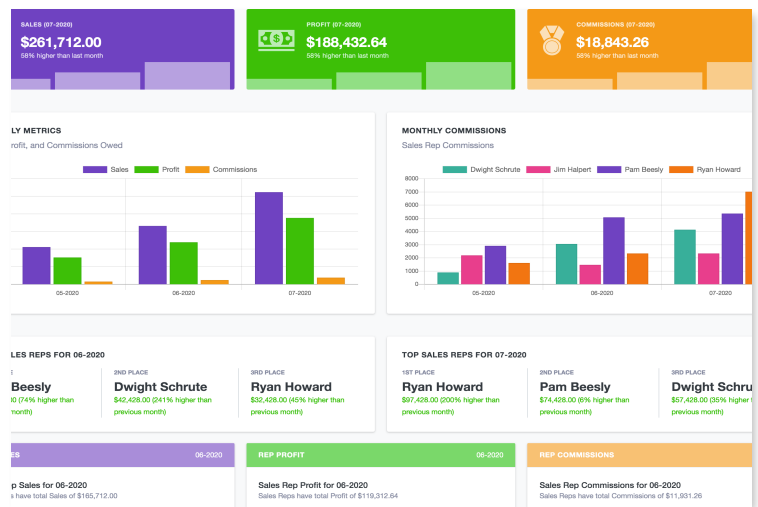 SALES (07-2020)
$261,712.00
58% higher than last month
PROFIT (07-2020)
$188,432.64
58% higher than last month
COMMISSIONS (07-2020)
$18,843.26
58% higher than last month
LY METRICS
rofit, and Commissions Owed
Sales Profit Commissions
05-2020 06-2020 07-2020
MONTHLY COMMISSIONS
Sales Rep Commissions
Dwight Schrute Jim Halpert Pam Beesly Ryan Howard
8000
7000
6000
5000
4000
3000
2000
1000
0
05-2020 06-2020 07-2020
LES REPS FOR 06-2020
E
Beesly
0 (74% higher than
month)
2ND PLACE
Dwight Schrute
$42,428.00 (241% higher than
previous month)
3RD PLACE
Ryan Howard
$32,428.00 (45% higher than
previous month)
TOP SALES REPS FOR 07-2020
1ST PLACE
Ryan Howard
$97,428.00 (200% higher than
previous month)
2ND PLACE
Pam Beesly
$74,428.00 (6% higher than
previous month)
3RD PLACE
Dwight Schru
$57,428.00 (35% higher t
previous month)
ES 06-2020
p Sales for 06-2020
s have total Sales of $165,712.00
REP PROFIT 06-2020
Sales Rep Profit for 06-2020
Sales Reps have total Profit of $119,312.64
REP COMMISSIONS
Sales Rep Commissions for 06-2020
Sales Reps have total Commissions of $11,931.26